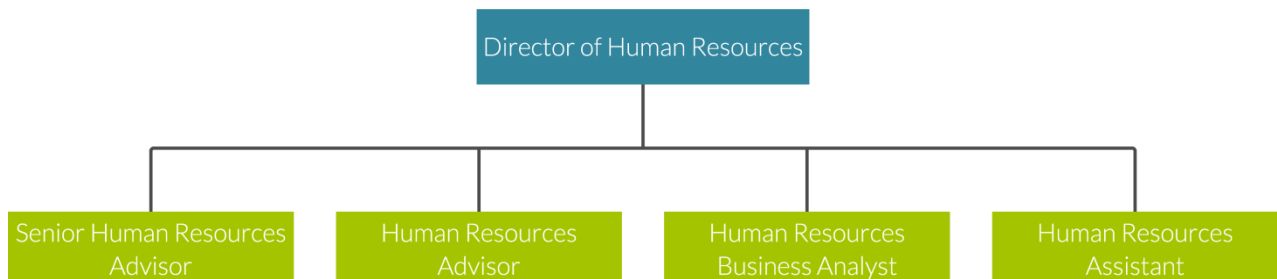 Director of Human Resources
Senior Human Resources
Advisor
Human Resources
Advisor
Human Resources
Business Analyst
Human Resources
Assistant